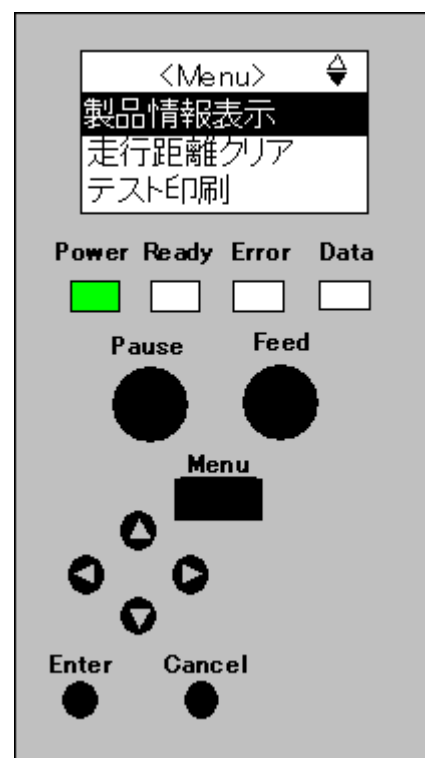 <Menu>
製品情報表示
走行距離クリア
テスト印刷
Power Ready Error Data
Pause Feed
Menu
Enter Cancel